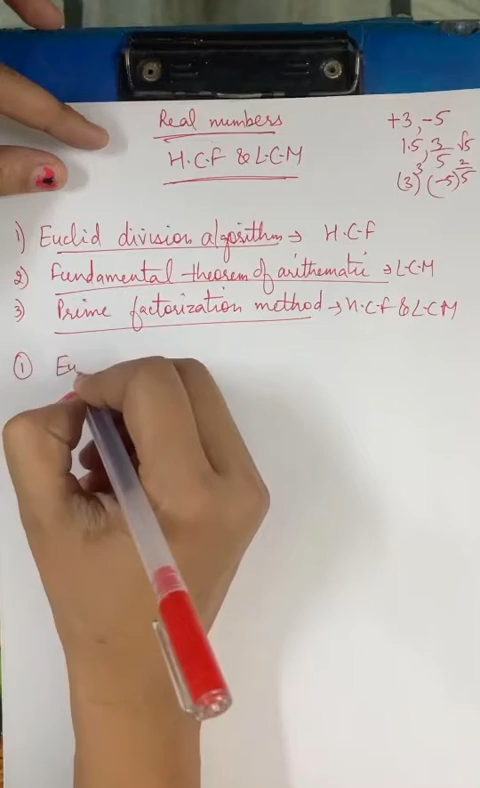 Real numbers
H.C.F & L.C.M
+3, -5
1.5, 3/5, √5
(3)³ (-5)^2/5
1) Euclid division algorithm → H.C.F
2) Fundamental theorem of arithematic → L.C.M
3) Prime factorization method → H.C.F & L.C.M
① Eu